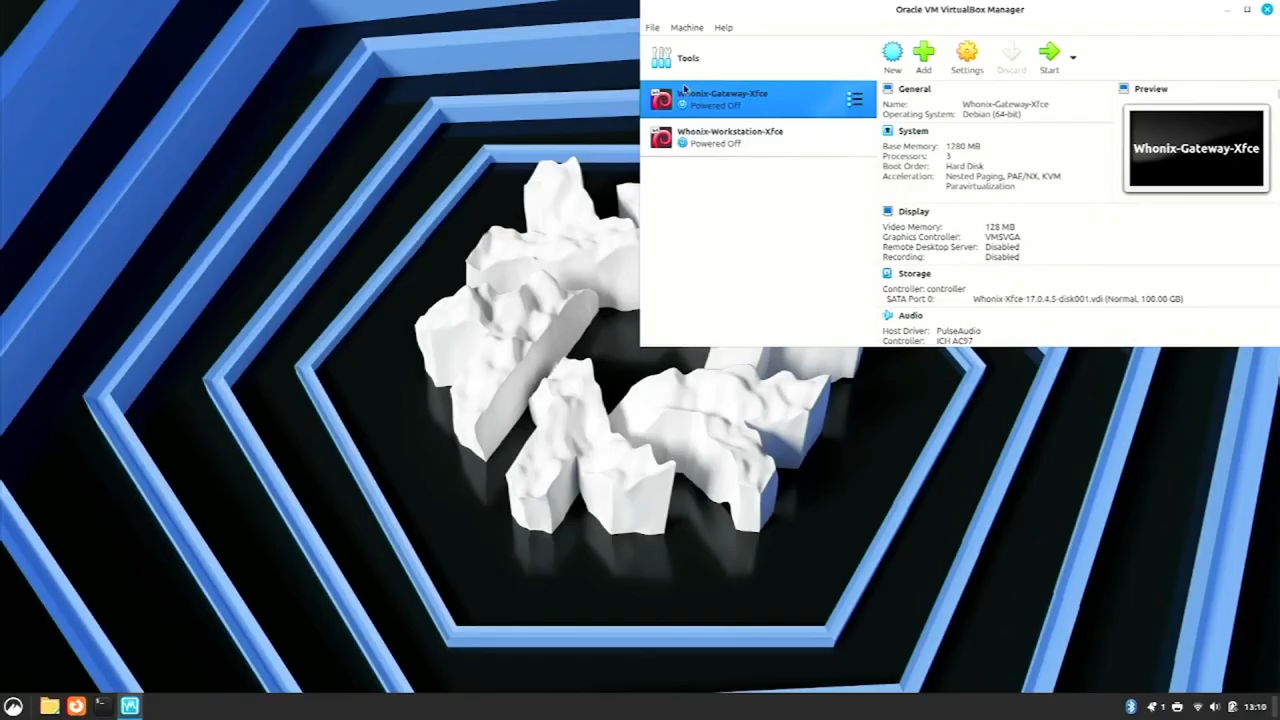 Oracle VM VirtualBox Manager
File Machine Help
Tools
New Add Settings Discard Start
Whonix-Gateway-Xfce
Powered Off
Whonix-Workstation-Xfce
Powered Off
General
Name: Whonix-Gateway-Xfce
Operating System: Debian (64-bit)
System
Base Memory: 1280 MB
Processors: 3
Boot Order: Hard Disk
Acceleration: Nested Paging, PAE/NX, KVM
Paravirtualization
Display
Video Memory: 128 MB
Graphics Controller: VMSVGA
Remote Desktop Server: Disabled
Recording: Disabled
Storage
Controller: controller
SATA Port 0: Whonix-Xfce-17.0.4.5-disk001.vdi (Normal, 100.00 GB)
Audio
Host Driver: PulseAudio
Controller: ICH AC97
Preview
Whonix-Gateway-Xfce
1
13:10